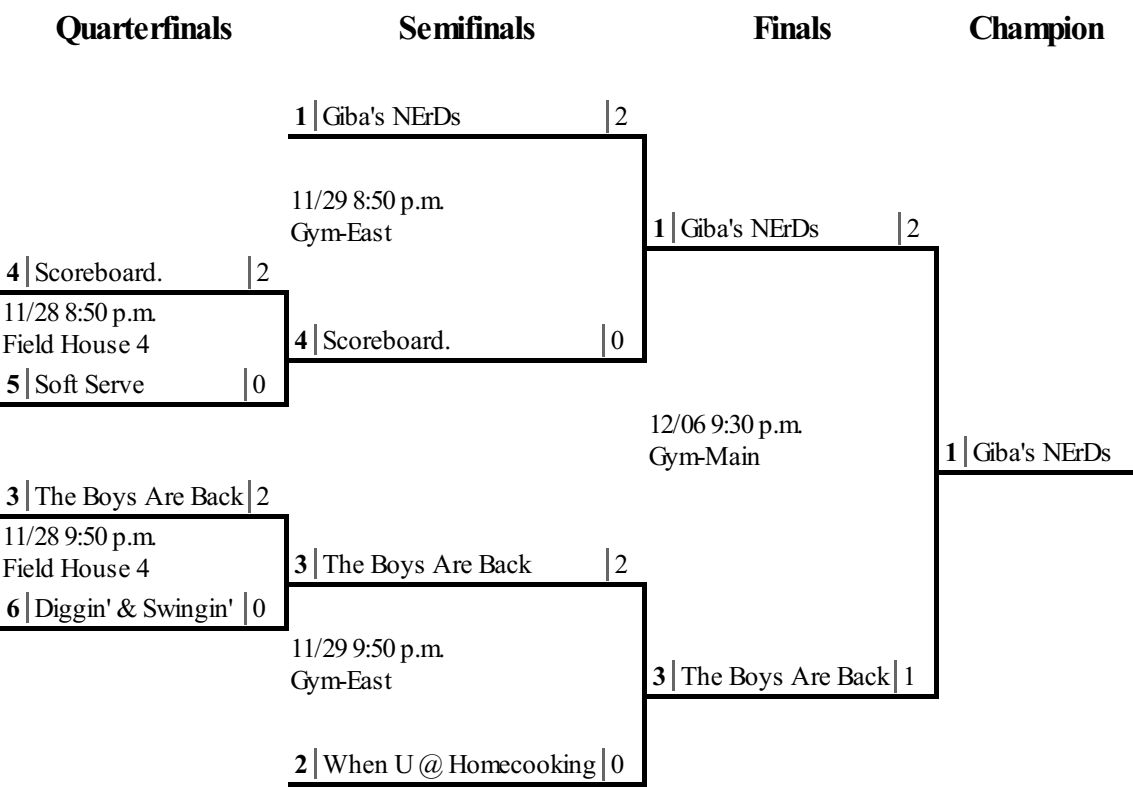 Quarterfinals Semifinals Finals Champion
1 Giba's NErDs 2
11/29 8:50 p.m.
Gym-East
1 Giba's NErDs 2
4 Scoreboard. 2
11/28 8:50 p.m.
Field House 4
4 Scoreboard. 0
5 Soft Serve 0
12/06 9:30 p.m.
Gym-Main
1 Giba's NErDs
3 The Boys Are Back 2
11/28 9:50 p.m.
Field House 4
3 The Boys Are Back 2
6 Diggin' & Swingin' 0
11/29 9:50 p.m.
Gym-East
3 The Boys Are Back 1
2 When U @ Homecooking 0